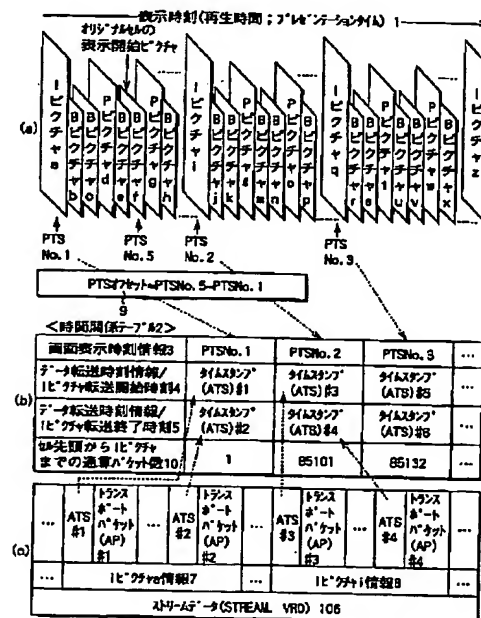 表示時刻(再生時間;プレゼンテーションタイム) 1
オリジナルセルの
表示開始ピクチャ
(a)
Iピクチャa
Bピクチャb
Bピクチャc
Pピクチャd
Bピクチャe
Bピクチャf
Pピクチャg
Bピクチャh
Iピクチャi
Bピクチャj
Bピクチャk
Pピクチャ
Bピクチャm
Bピクチャn
Pピクチャo
Bピクチャp
Iピクチャq
Bピクチャr
Bピクチャs
Pピクチャt
Bピクチャu
Bピクチャv
Pピクチャw
Bピクチャx
Iピクチャz
PTS No.1
PTS No.5
PTS No.2
PTS No.3
PTSオフセット=PTSNo.5-PTSNo.1
9
<時間関係テーブル2>
(b)
画面表示時刻情報3 PTSNo.1 PTSNo.2 PTSNo.3 …
データ転送時刻情報/
Iピクチャ転送開始時刻4
タイムスタンプ (ATS)#1
タイムスタンプ (ATS)#3
タイムスタンプ (ATS)#5
…
データ転送時刻情報/
Iピクチャ転送終了時刻5
タイムスタンプ (ATS)#2
タイムスタンプ (ATS)#4
タイムスタンプ (ATS)#6
…
セル先頭からIピクチャ
までの通算パケット数10
1 85101 85132 …
(c)
… ATS #1 トランスポートパケット(AP) #1 … ATS #2 トランスポートパケット(AP) #2 … ATS #3 トランスポートパケット(AP) #3 … ATS #4 トランスポートパケット(AP) #4 …
… Iピクチャa情報7 … Iピクチャi情報8 …
ストリームデータ(STREAM. VRO) 106